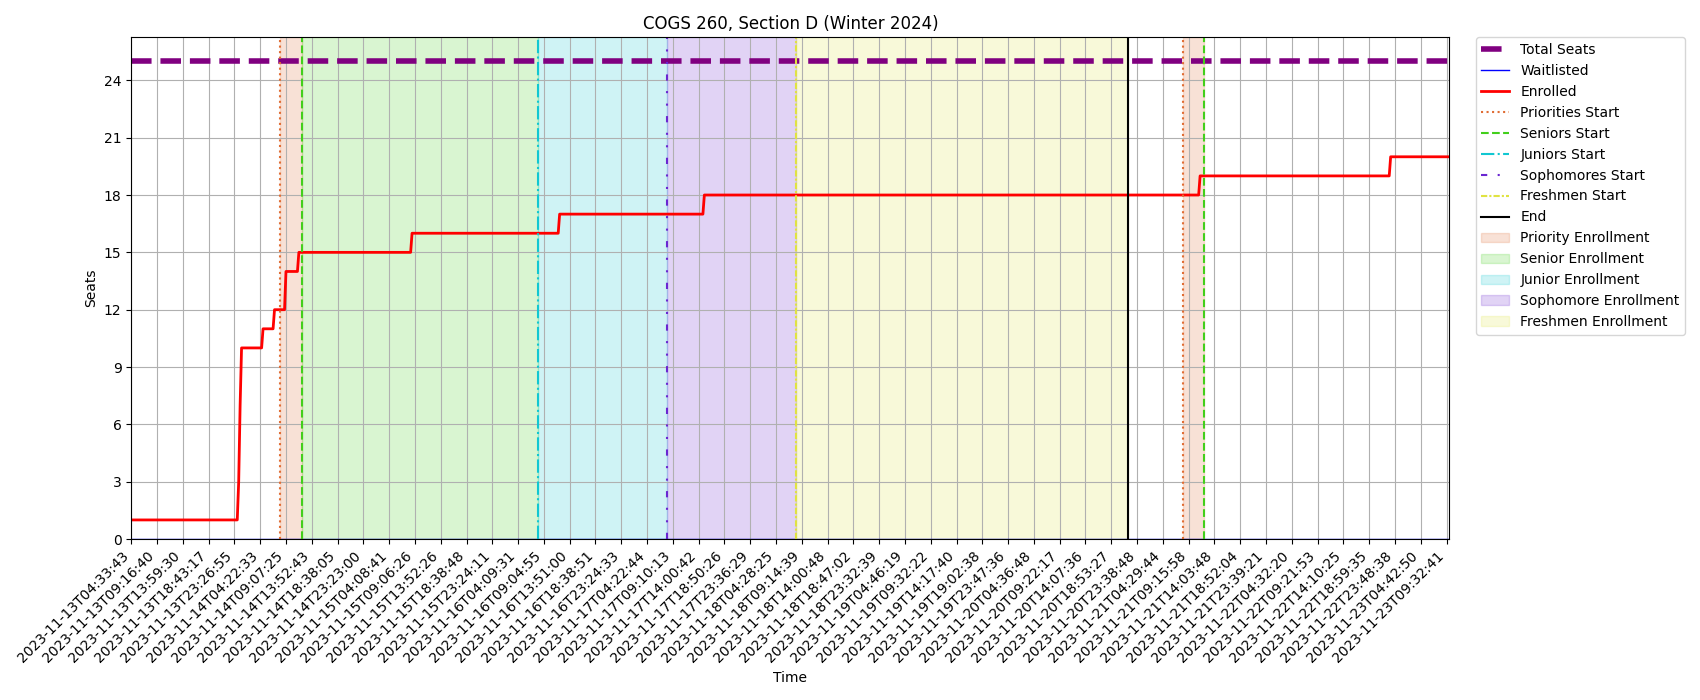 COGS 260, Section D (Winter 2024)
Total Seats
Waitlisted
Enrolled
Priorities Start
Seniors Start
Juniors Start
Sophomores Start
Freshmen Start
End
Priority Enrollment
Senior Enrollment
Junior Enrollment
Sophomore Enrollment
Freshmen Enrollment
Seats
24
21
18
15
12
9
6
3
0
2023-11-13T04:33:43
2023-11-13T09:16:40
2023-11-13T13:59:30
2023-11-13T18:43:17
2023-11-13T23:26:55
2023-11-14T04:22:33
2023-11-14T09:07:25
2023-11-14T13:52:43
2023-11-14T18:38:05
2023-11-14T23:23:00
2023-11-15T04:08:41
2023-11-15T09:06:26
2023-11-15T13:52:26
2023-11-15T18:38:48
2023-11-15T23:24:11
2023-11-16T04:09:31
2023-11-16T09:04:55
2023-11-16T13:51:00
2023-11-16T18:38:51
2023-11-16T23:24:33
2023-11-17T04:22:44
2023-11-17T09:10:13
2023-11-17T14:00:42
2023-11-17T18:50:26
2023-11-17T23:36:29
2023-11-18T04:28:25
2023-11-18T09:14:39
2023-11-18T14:00:48
2023-11-18T18:47:02
2023-11-18T23:32:39
2023-11-19T04:46:19
2023-11-19T09:32:22
2023-11-19T14:17:40
2023-11-19T19:02:38
2023-11-19T23:47:36
2023-11-20T04:36:48
2023-11-20T09:22:17
2023-11-20T14:07:36
2023-11-20T18:53:27
2023-11-20T23:38:48
2023-11-21T04:29:44
2023-11-21T09:15:58
2023-11-21T14:03:48
2023-11-21T18:52:04
2023-11-21T23:39:21
2023-11-22T04:32:20
2023-11-22T09:21:53
2023-11-22T14:10:25
2023-11-22T18:59:35
2023-11-22T23:48:38
2023-11-23T04:42:50
2023-11-23T09:32:41
Time